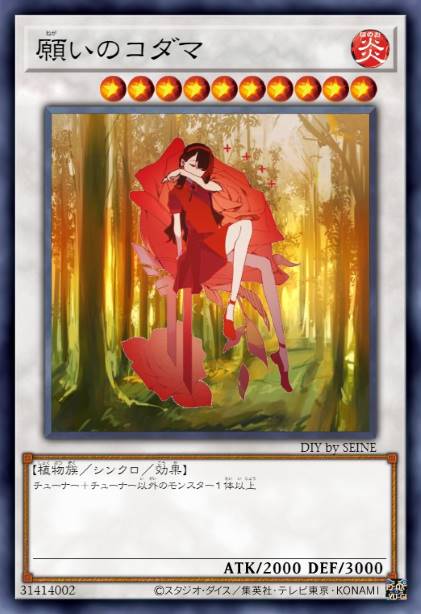 願いのコダマ
炎
DIY by SEINE
【植物族／シンクロ／効果】
チューナー＋チューナー以外のモンスター１体以上
ATK/2000 DEF/3000
31414002
©スタジオ・ダイス／集英社・テレビ東京・KONAMI